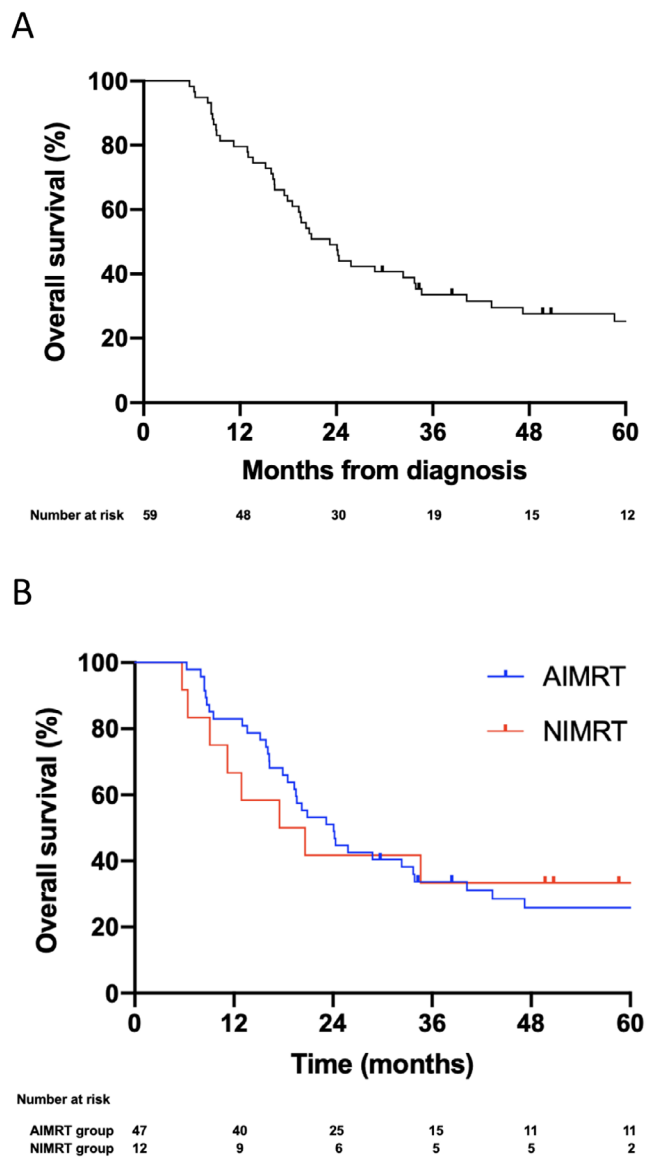 A
Overall survival (%)
100
80
60
40
20
0
0 12 24 36 48 60
Months from diagnosis
Number at risk 59 48 30 19 15 12
B
Overall survival (%)
100
80
60
40
20
0
AIMRT
NIMRT
0 12 24 36 48 60
Time (months)
Number at risk
AIMRT group 47 40 25 15 11 11
NIMRT group 12 9 6 5 5 2